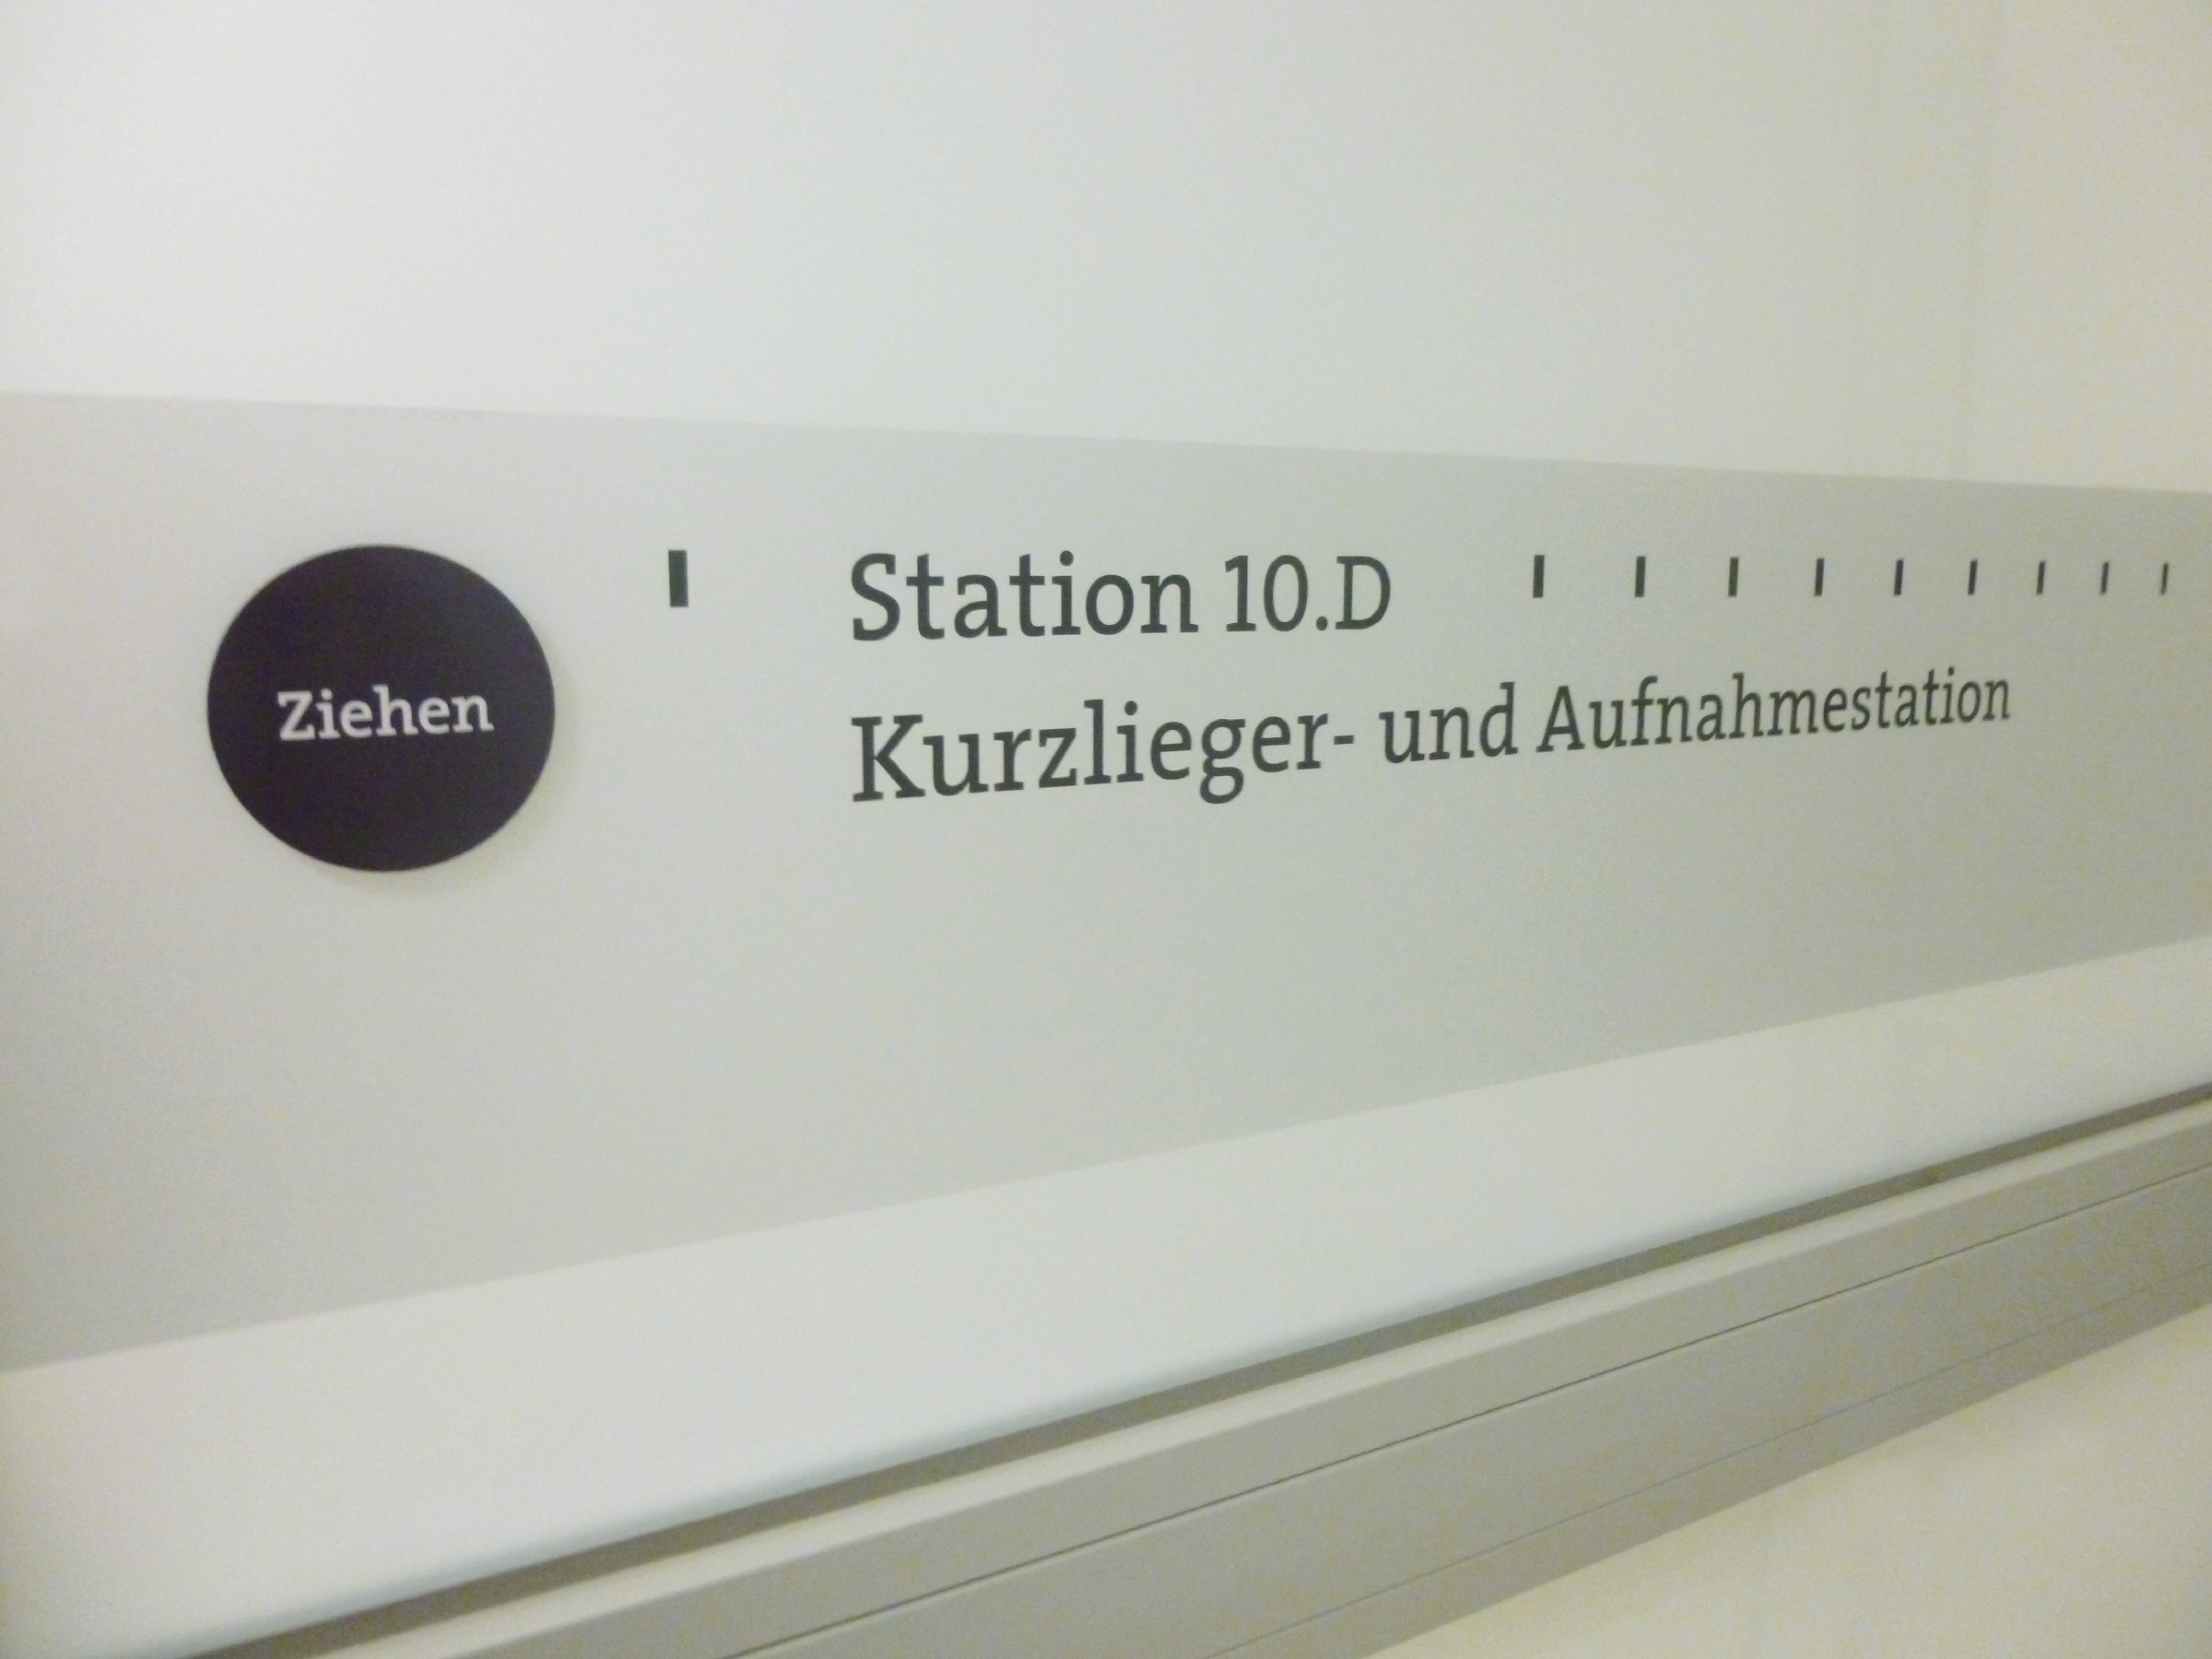 Ziehen
Station 10.D
Kurzlieger- und Aufnahmestation